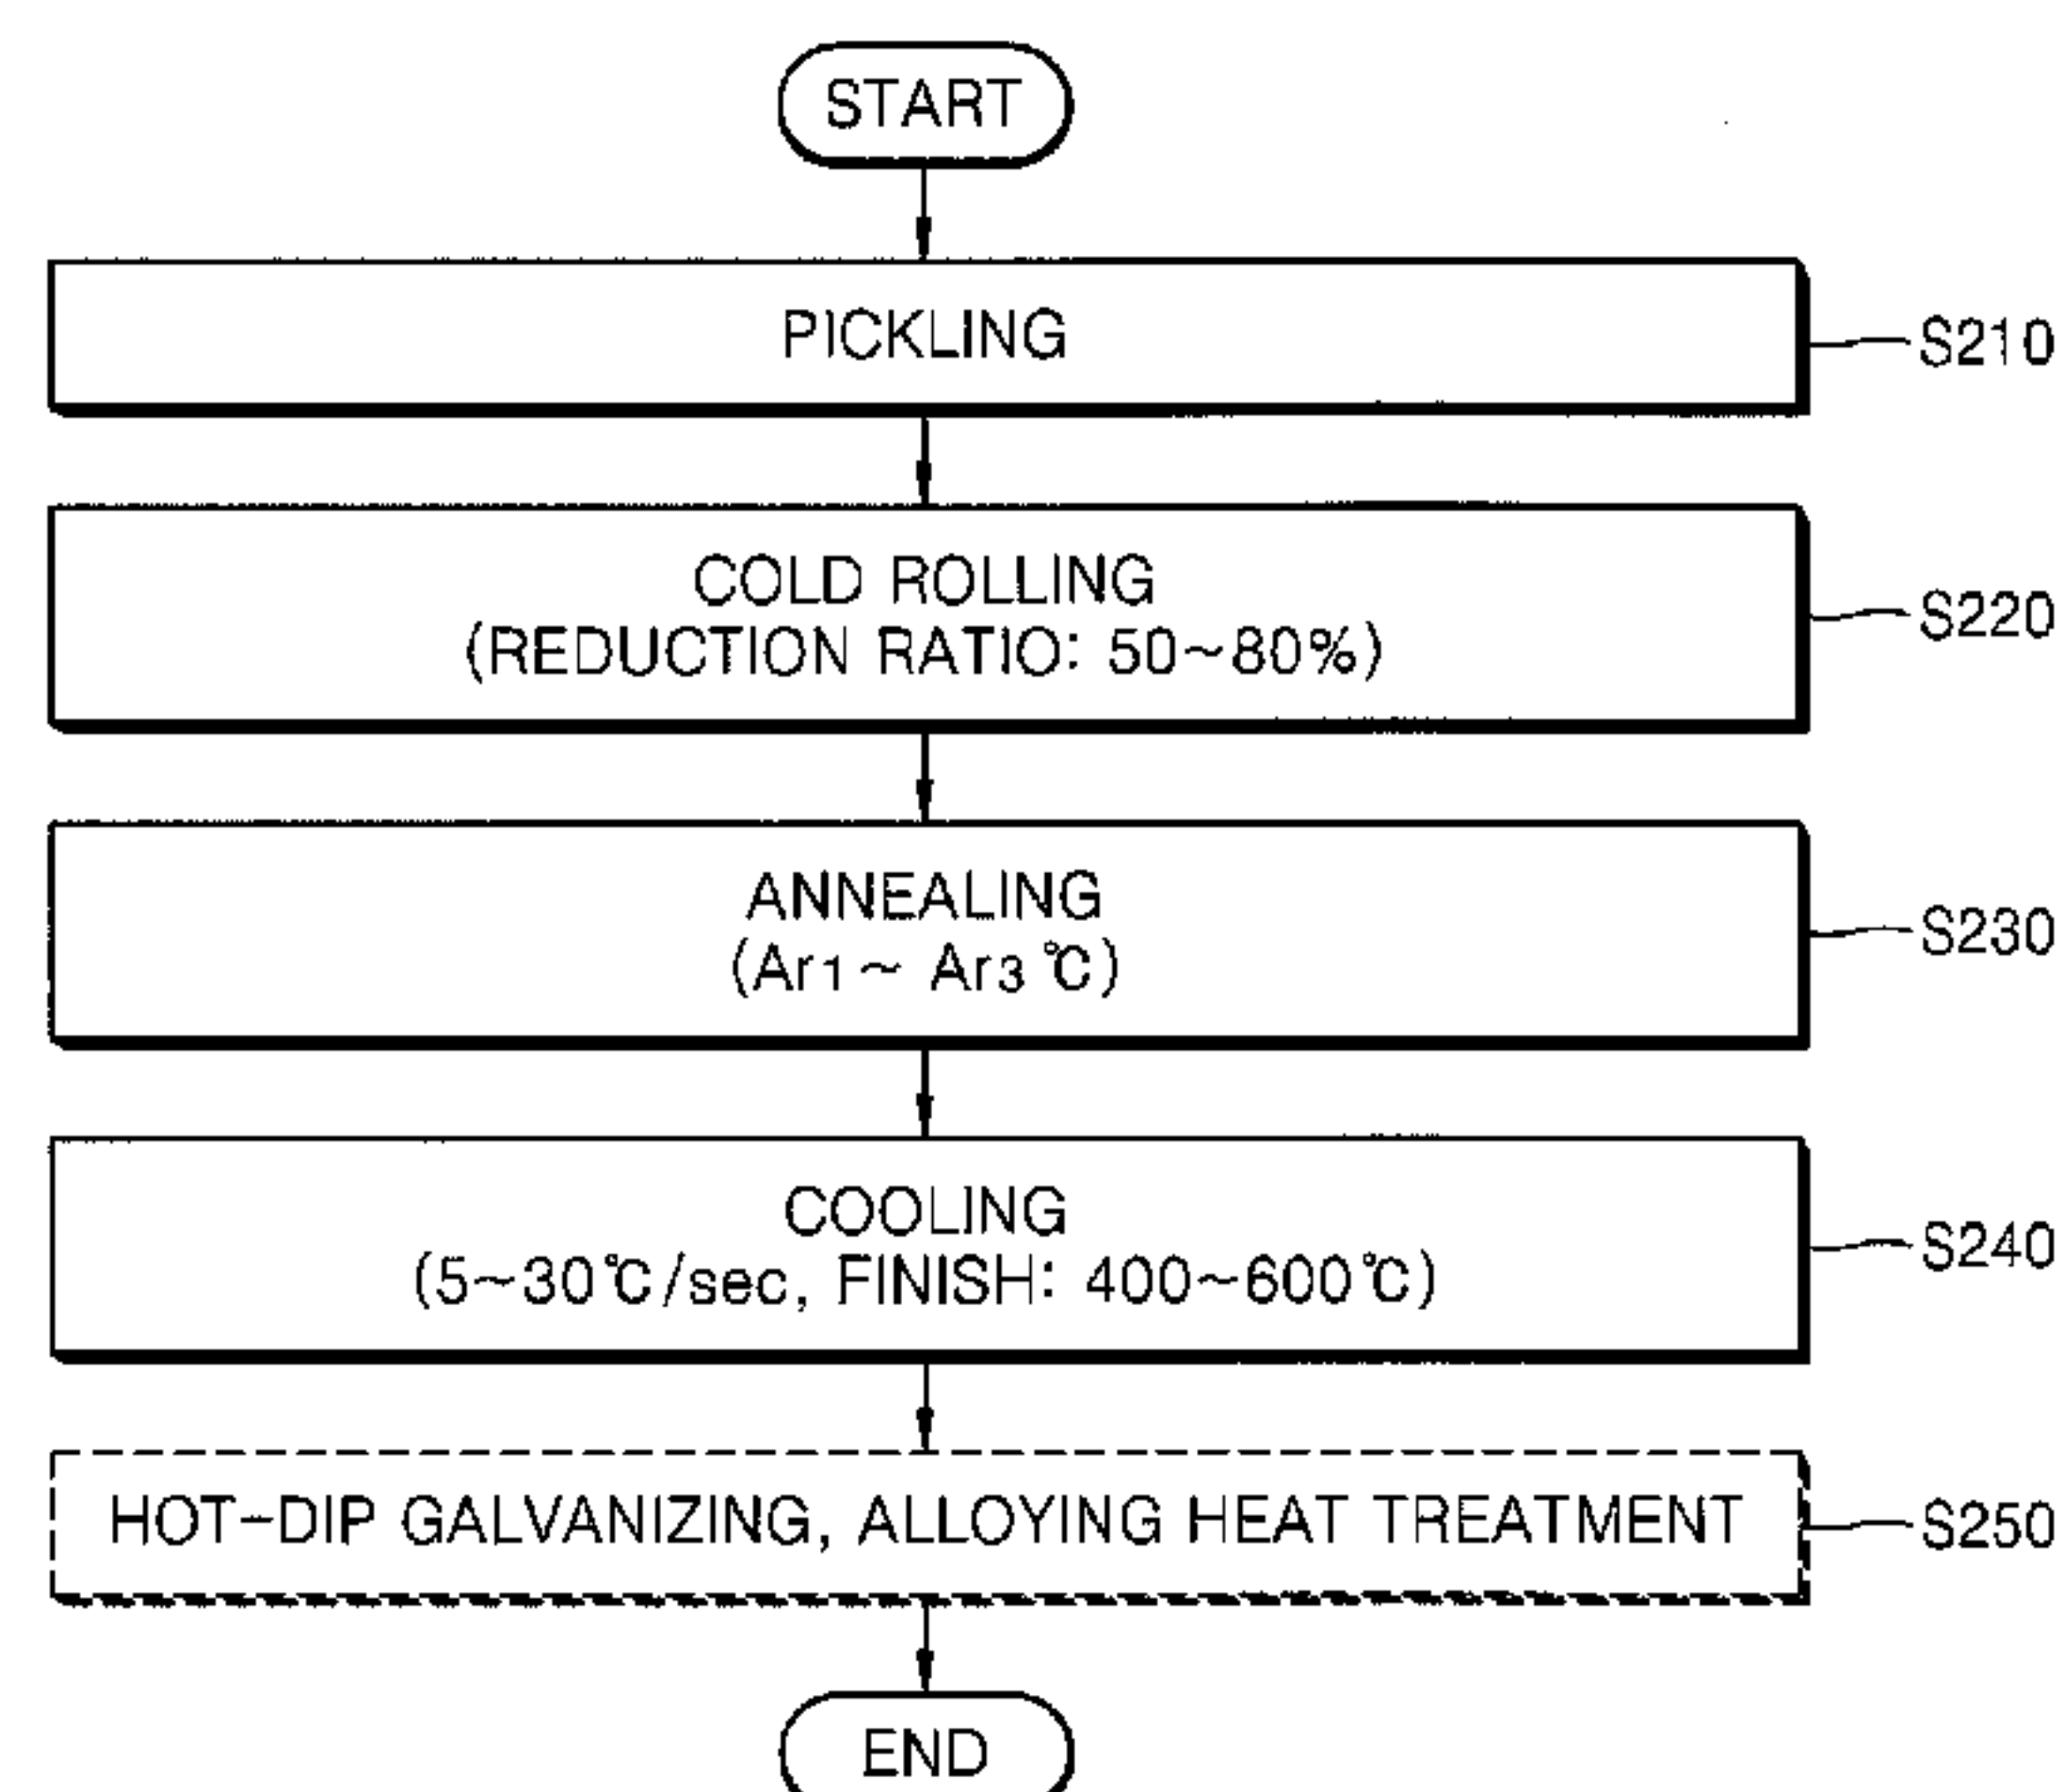 START
PICKLING
S210
COLD ROLLING
(REDUCTION RATIO: 50~80%)
S220
ANNEALING
(Ar1~ Ar3℃)
S230
COOLING
(5~30℃/sec, FINISH: 400~600℃)
S240
HOT-DIP GALVANIZING, ALLOYING HEAT TREATMENT
S250
END